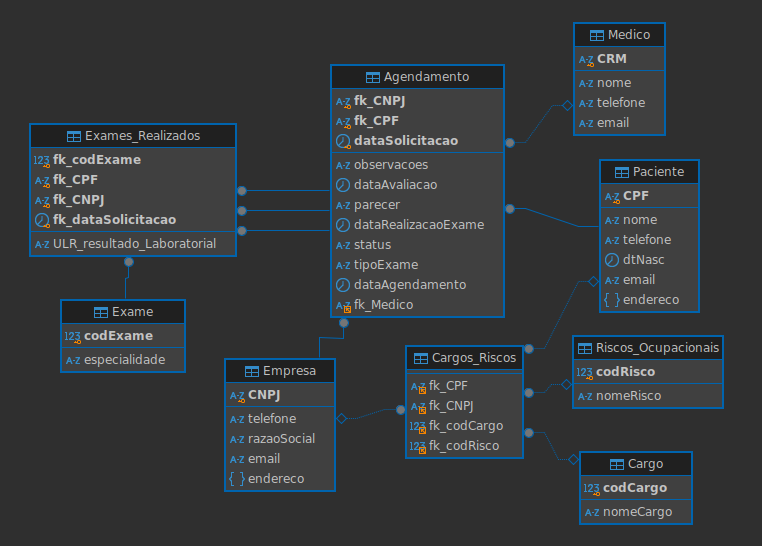 Medico
CRM
nome
telefone
email
Agendamento
fk_CNPJ
fk_CPF
dataSolicitacao
observacoes
dataAvaliacao
parecer
dataRealizacaoExame
status
tipoExame
dataAgendamento
fk_Medico
Exames_Realizados
fk_codExame
fk_CPF
fk_CNPJ
fk_dataSolicitacao
ULR_resultado_Laboratorial
Paciente
CPF
nome
telefone
dtNasc
email
endereco
Exame
codExame
especialidade
Riscos_Ocupacionais
codRisco
nomeRisco
Cargos_Riscos
fk_CPF
fk_CNPJ
fk_codCargo
fk_codRisco
Empresa
CNPJ
telefone
razaoSocial
email
endereco
Cargo
codCargo
nomeCargo